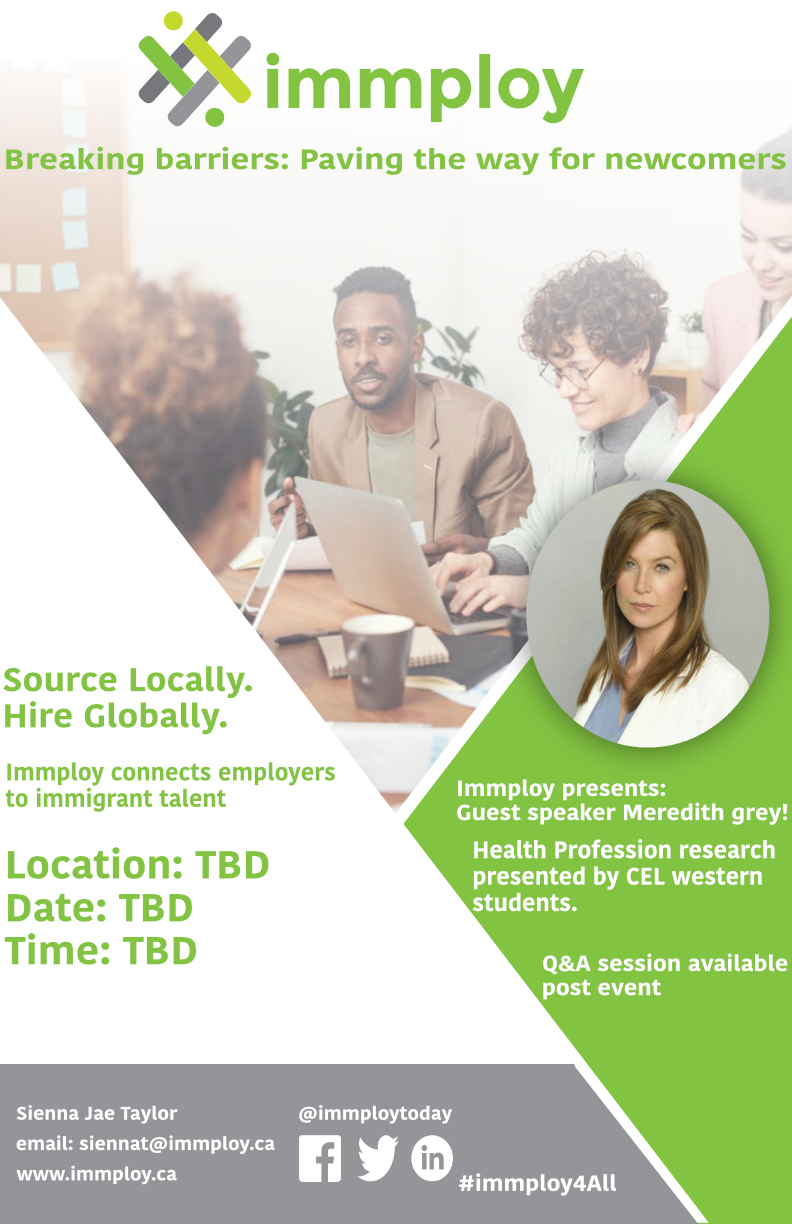 immploy
Breaking barriers: Paving the way for newcomers
Source Locally.
Hire Globally.
Immploy connects employers
to immigrant talent
Location: TBD
Date: TBD
Time: TBD
Immploy presents:
Guest speaker Meredith grey!
Health Profession research
presented by CEL western
students.
Q&A session available
post event
Sienna Jae Taylor
email: siennat@immploy.ca
www.immploy.ca
@immploytoday
in
#immploy4All